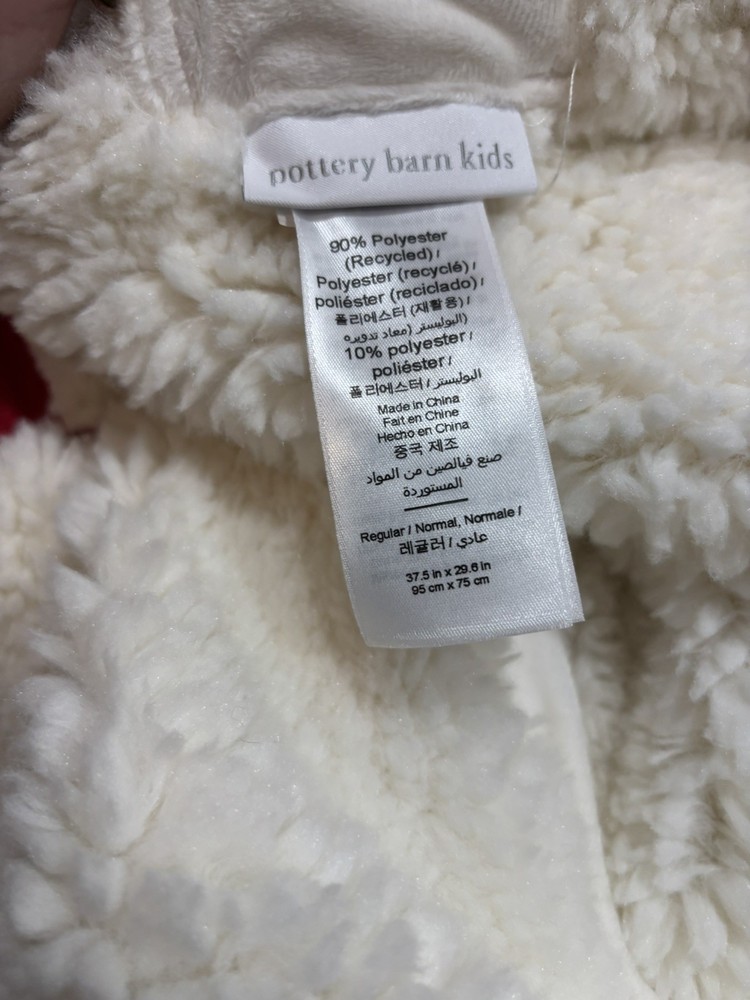 pottery barn kids
90% Polyester
(Recycled) /
Polyester (recyclé) /
poliéster (reciclado) /
폴리에스터 (재활용) /
البوليستر (معاد تدويره)
10% polyester /
poliéster /
폴리에스터 / البوليستر
Made in China
Fait en Chine
Hecho en China
중국 제조
صنع فيالصين من المواد
المستوردة
Regular / Normal, Normale /
레귤러 / عادي
37.5 in x 29.6 in
95 cm x 75 cm